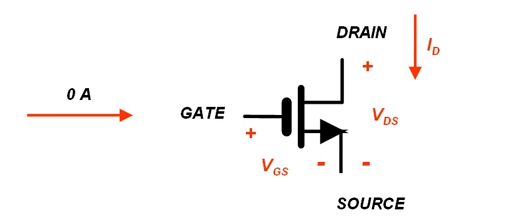 DRAIN
I_D
+
0 A
GATE
V_DS
+
V_GS
- -
SOURCE